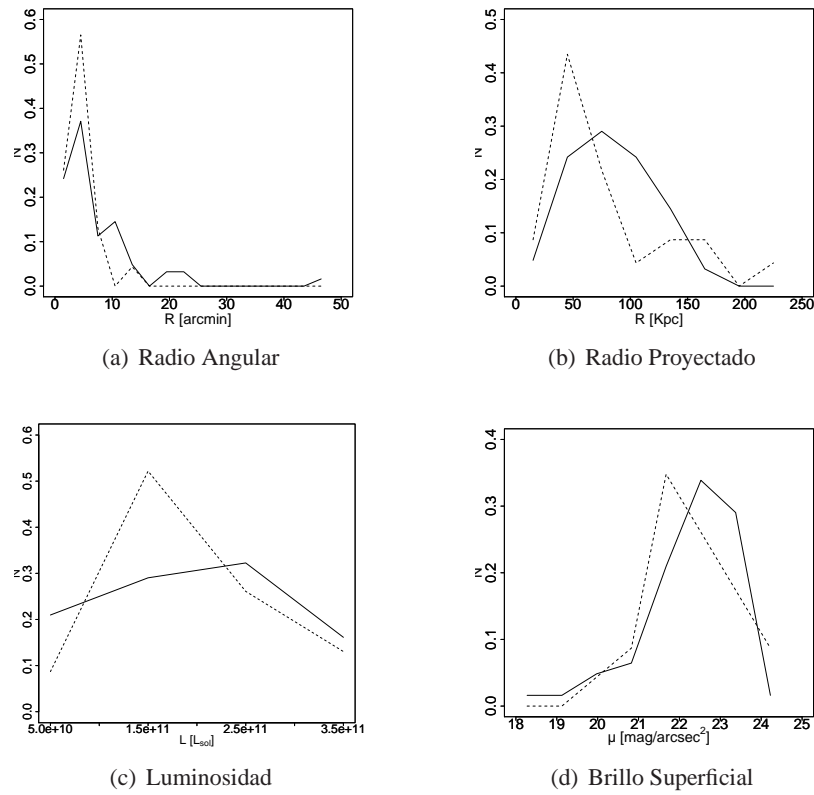 0.6
0.5
0.4
0.3
0.2
0.1
0.0
N
0 10 20 30 40 50
R [arcmin]
(a) Radio Angular
0.5
0.4
0.3
0.2
0.1
0.0
N
0 50 100 150 200 250
R [Kpc]
(b) Radio Proyectado
0.6
0.5
0.4
0.3
0.2
0.1
0.0
N
5.0e+10 1.5e+11 2.5e+11 3.5e+11
L [Lsol]
(c) Luminosidad
0.4
0.3
0.2
0.1
0.0
N
18 19 20 21 22 23 24 25
μ [mag/arcsec²]
(d) Brillo Superficial